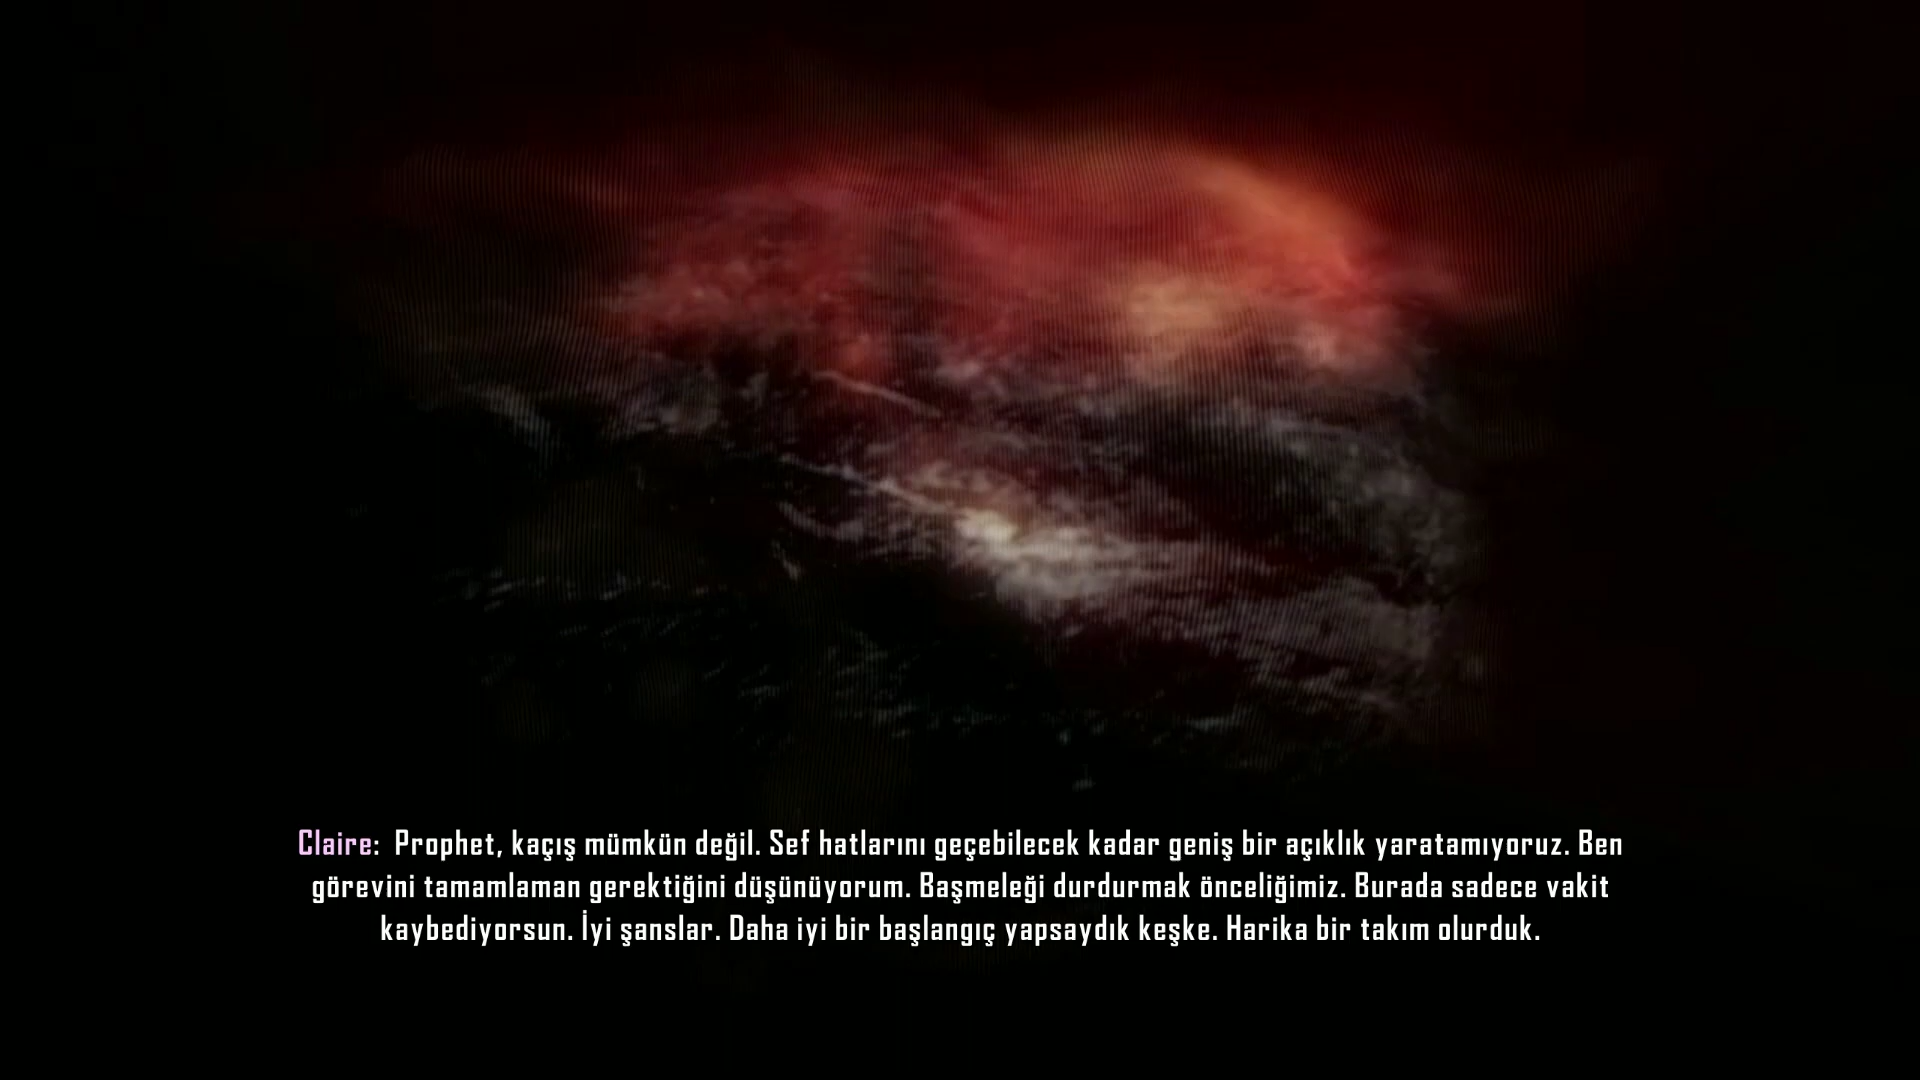 Claire:  Prophet, kaçış mümkün değil. Sef hatlarını geçebilecek kadar geniş bir açıklık yaratamıyoruz. Ben
görevini tamamlaman gerektiğini düşünüyorum. Başmeleği durdurmak önceliğimiz. Burada sadece vakit
kaybediyorsun. İyi şanslar. Daha iyi bir başlangıç yapsaydık keşke. Harika bir takım olurduk.